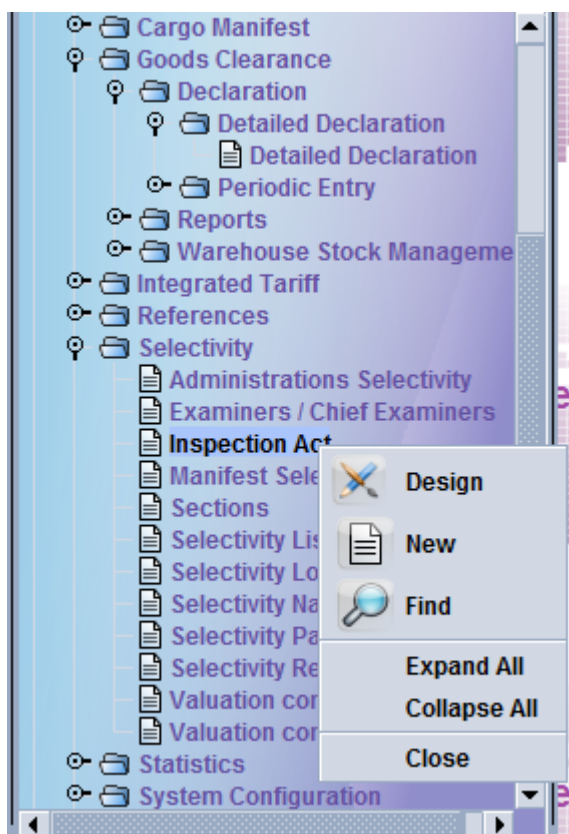 Cargo Manifest
Goods Clearance
Declaration
Detailed Declaration
Detailed Declaration
Periodic Entry
Reports
Warehouse Stock Manageme
Integrated Tariff
References
Selectivity
Administrations Selectivity
Examiners / Chief Examiners
Inspection Act
Manifest Sele
Sections
Selectivity Lis
Selectivity Lo
Selectivity Na
Selectivity Pa
Selectivity Re
Valuation cor
Valuation cor
Statistics
System Configuration
Design
New
Find
Expand All
Collapse All
Close